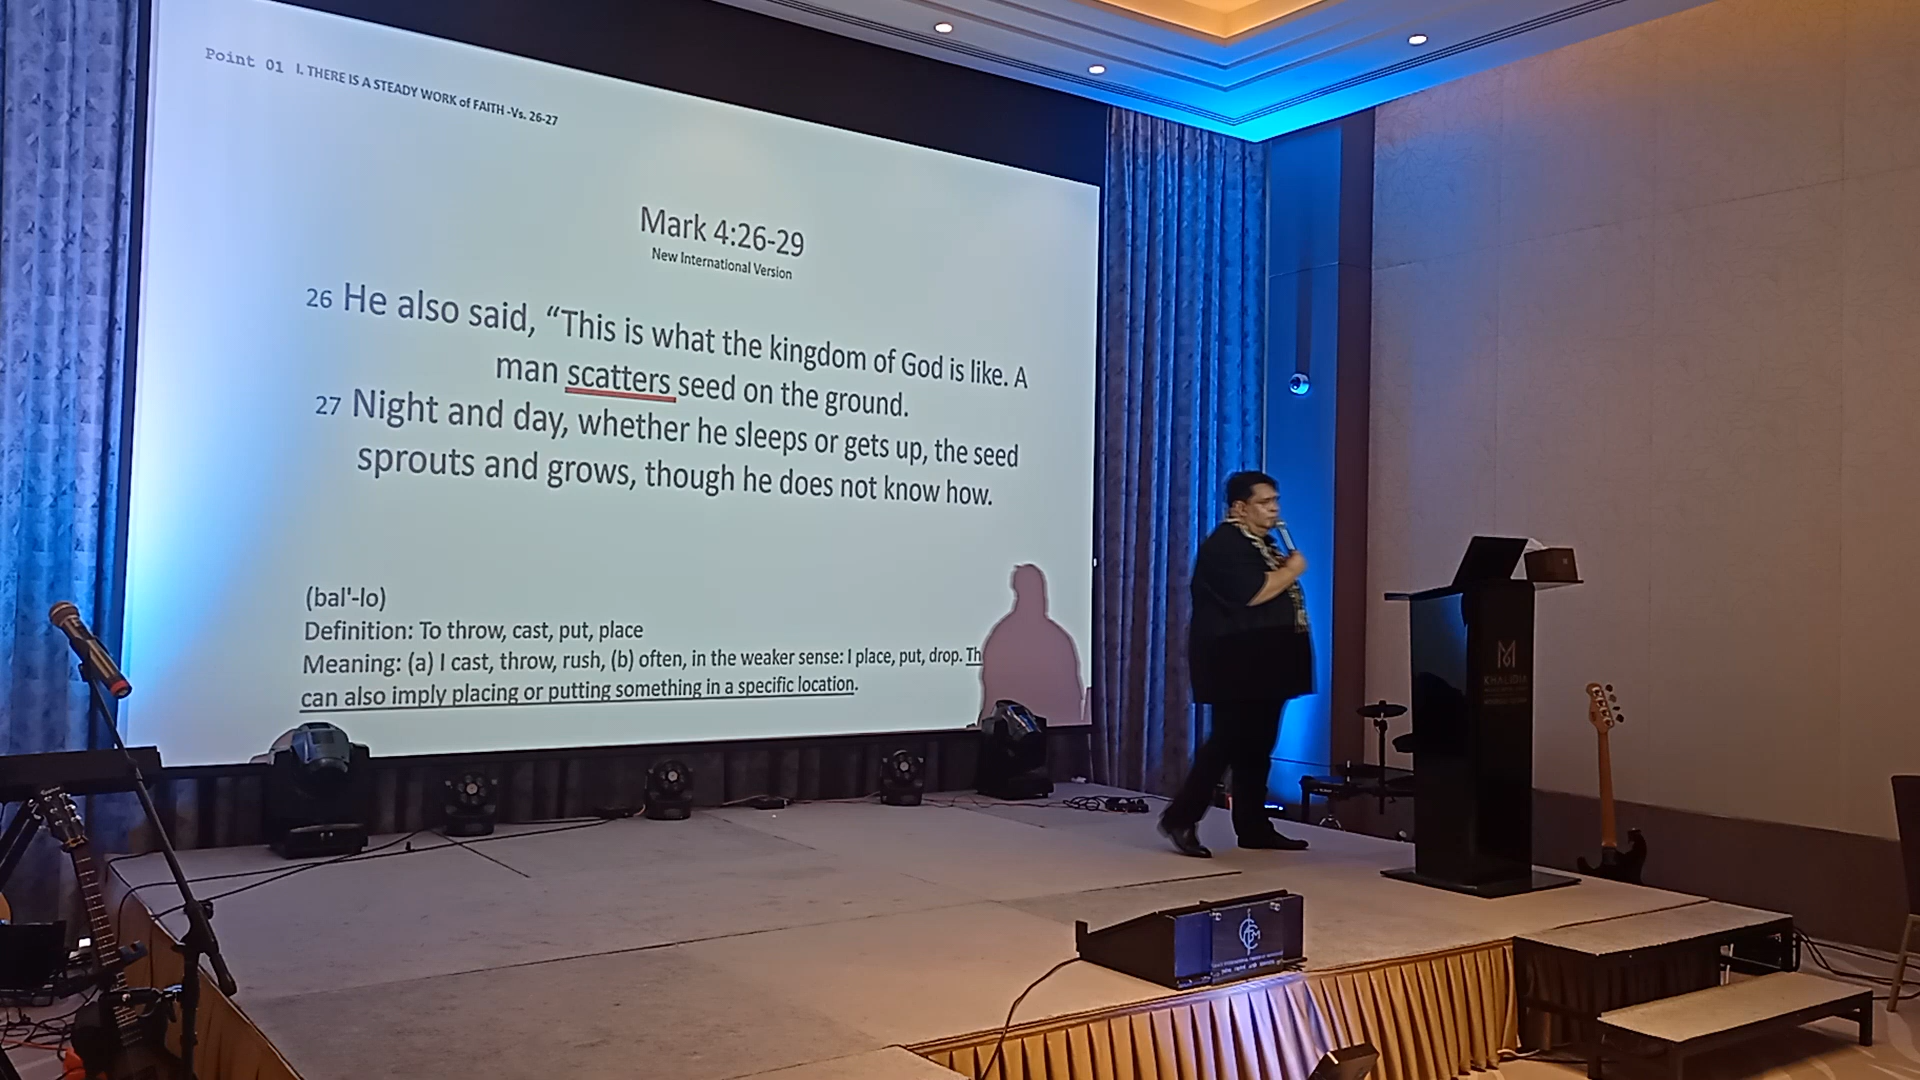 Point 01 I. THERE IS A STEADY WORK of FAITH -Vs. 26-27
Mark 4:26-29
New International Version
26 He also said, “This is what the kingdom of God is like. A
man scatters seed on the ground.
27 Night and day, whether he sleeps or gets up, the seed
sprouts and grows, though he does not know how.
(bal'-lo)
Definition: To throw, cast, put, place
Meaning: (a) I cast, throw, rush, (b) often, in the weaker sense: I place, put, drop. Th
can also imply placing or putting something in a specific location.
KHALIDIA